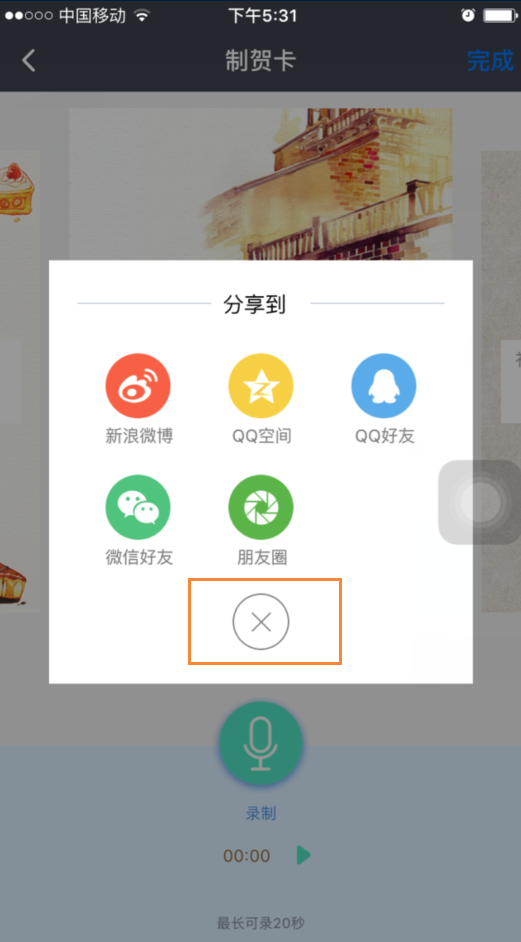 中国移动 下午5:31
制贺卡 完成
分享到
新浪微博 QQ空间 QQ好友
微信好友 朋友圈
录制
00:00
最长可录20秒